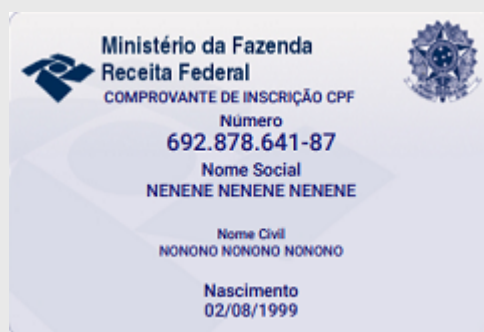 Ministério da Fazenda
Receita Federal
COMPROVANTE DE INSCRIÇÃO CPF
Número
692.878.641-87
Nome Social
NENENE NENENE NENENE
Nome Civil
NONONO NONONO NONONO
Nascimento
02/08/1999